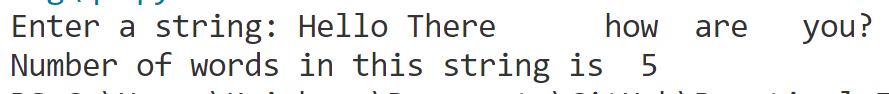 Enter a string: Hello There      how  are   you?
Number of words in this string is  5